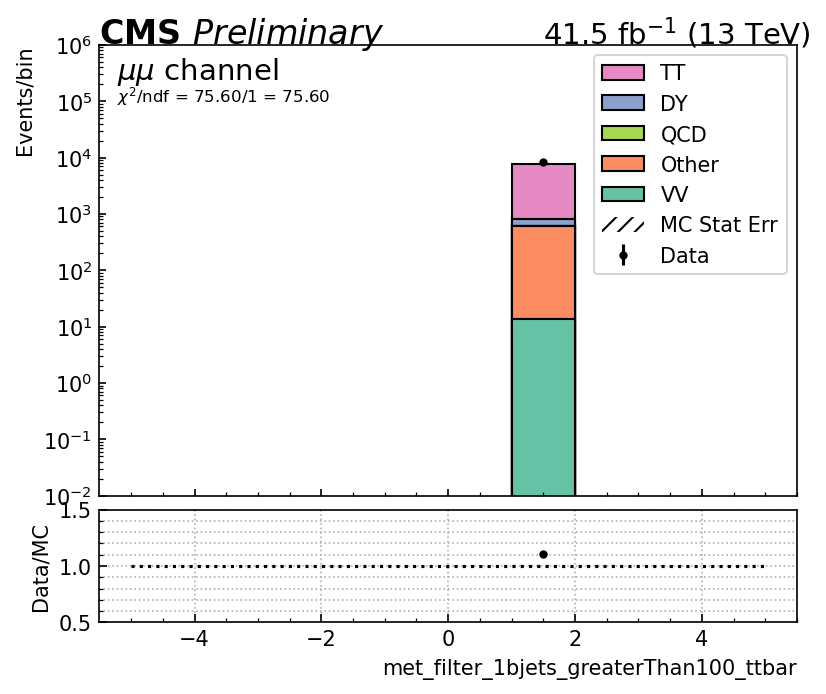 CMS Preliminary 41.5 fb⁻¹ (13 TeV)
μμ channel
χ²/ndf = 75.60/1 = 75.60
Events/bin
10⁶
10⁵
10⁴
10³
10²
10¹
10⁰
10⁻¹
10⁻²
TT
DY
QCD
Other
VV
MC Stat Err
Data
Data/MC
1.5
1.0
0.5
−4 −2 0 2 4
met_filter_1bjets_greaterThan100_ttbar